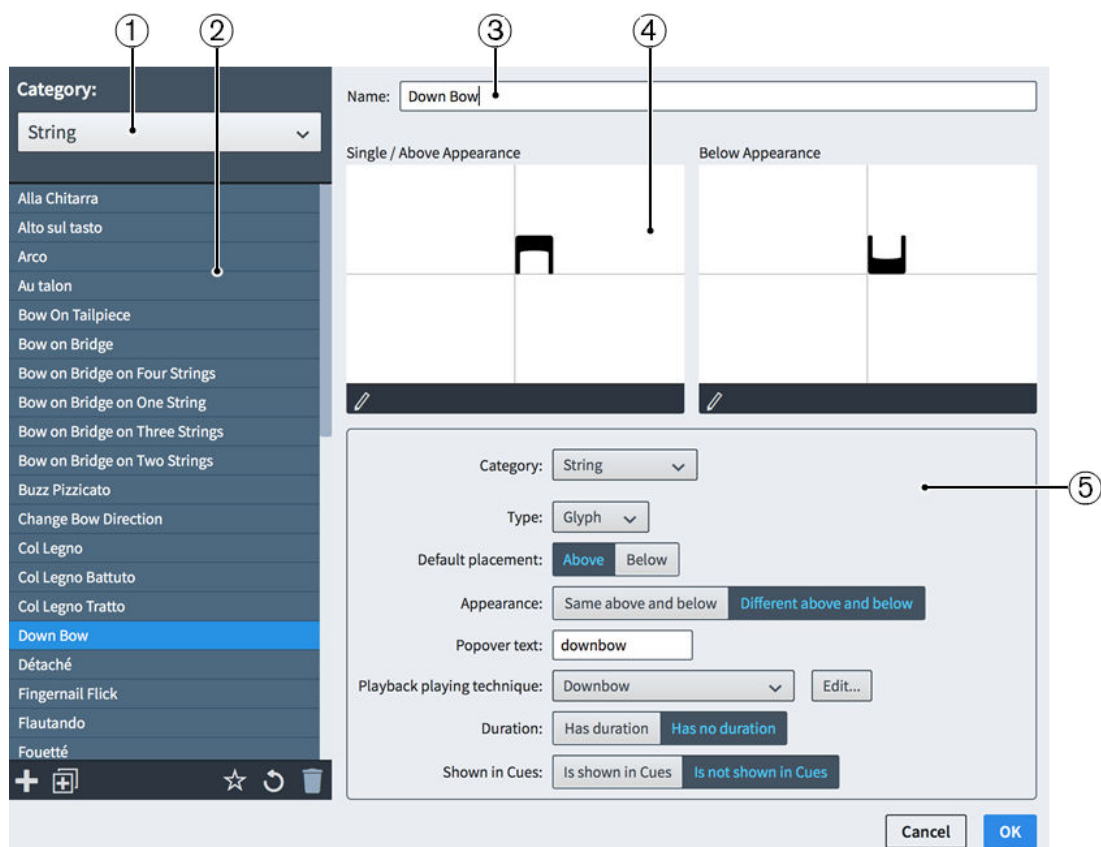 ① ② ③ ④
Category:
String
Alla Chitarra
Alto sul tasto
Arco
Au talon
Bow On Tailpiece
Bow on Bridge
Bow on Bridge on Four Strings
Bow on Bridge on One String
Bow on Bridge on Three Strings
Bow on Bridge on Two Strings
Buzz Pizzicato
Change Bow Direction
Col Legno
Col Legno Battuto
Col Legno Tratto
Down Bow
Détaché
Fingernail Flick
Flautando
Fouetté
Name: Down Bow
Single / Above Appearance Below Appearance
Category: String
⑤
Type: Glyph
Default placement: Above Below
Appearance: Same above and below Different above and below
Popover text: downbow
Playback playing technique: Downbow Edit...
Duration: Has duration Has no duration
Shown in Cues: Is shown in Cues Is not shown in Cues
Cancel OK